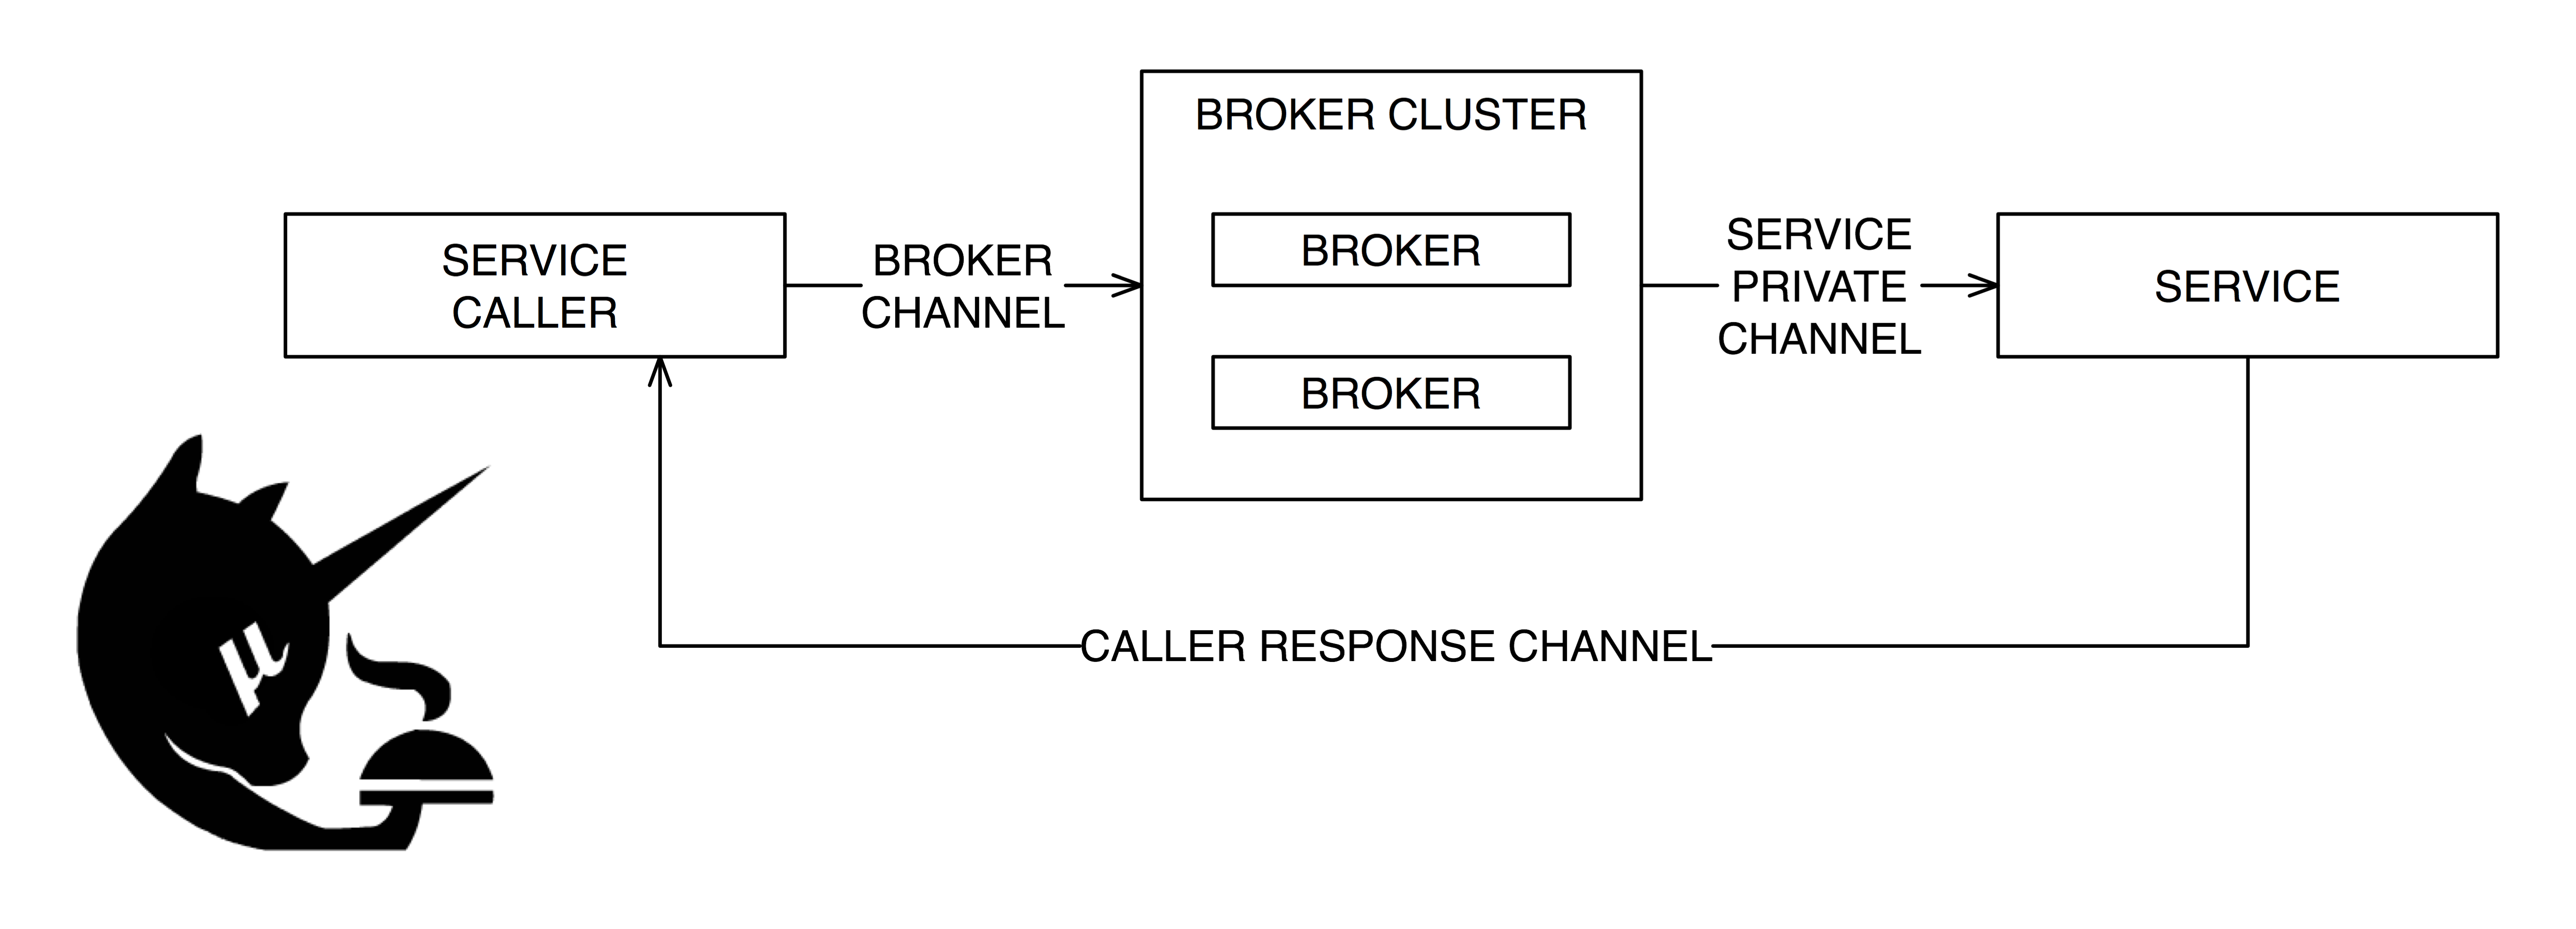 BROKER CLUSTER
SERVICE
CALLER
BROKER
CHANNEL
BROKER
BROKER
SERVICE
PRIVATE
CHANNEL
SERVICE
CALLER RESPONSE CHANNEL
μ